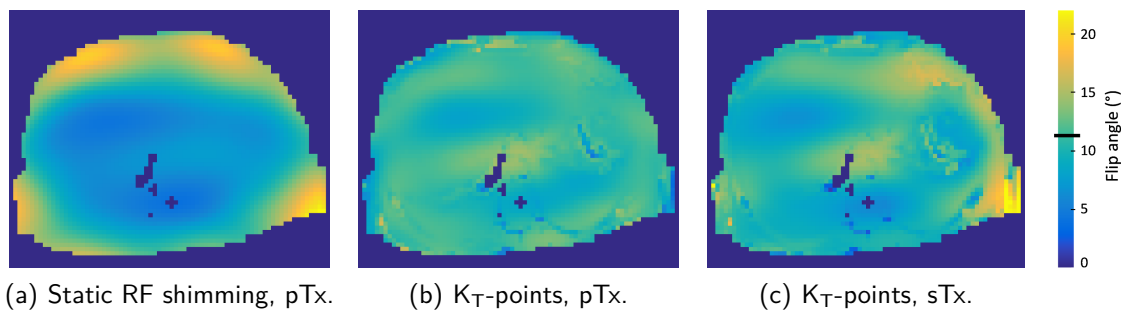 20
15
10
5
0
Flip angle (°)
(a) Static RF shimming, pTx.
(b) KT-points, pTx.
(c) KT-points, sTx.